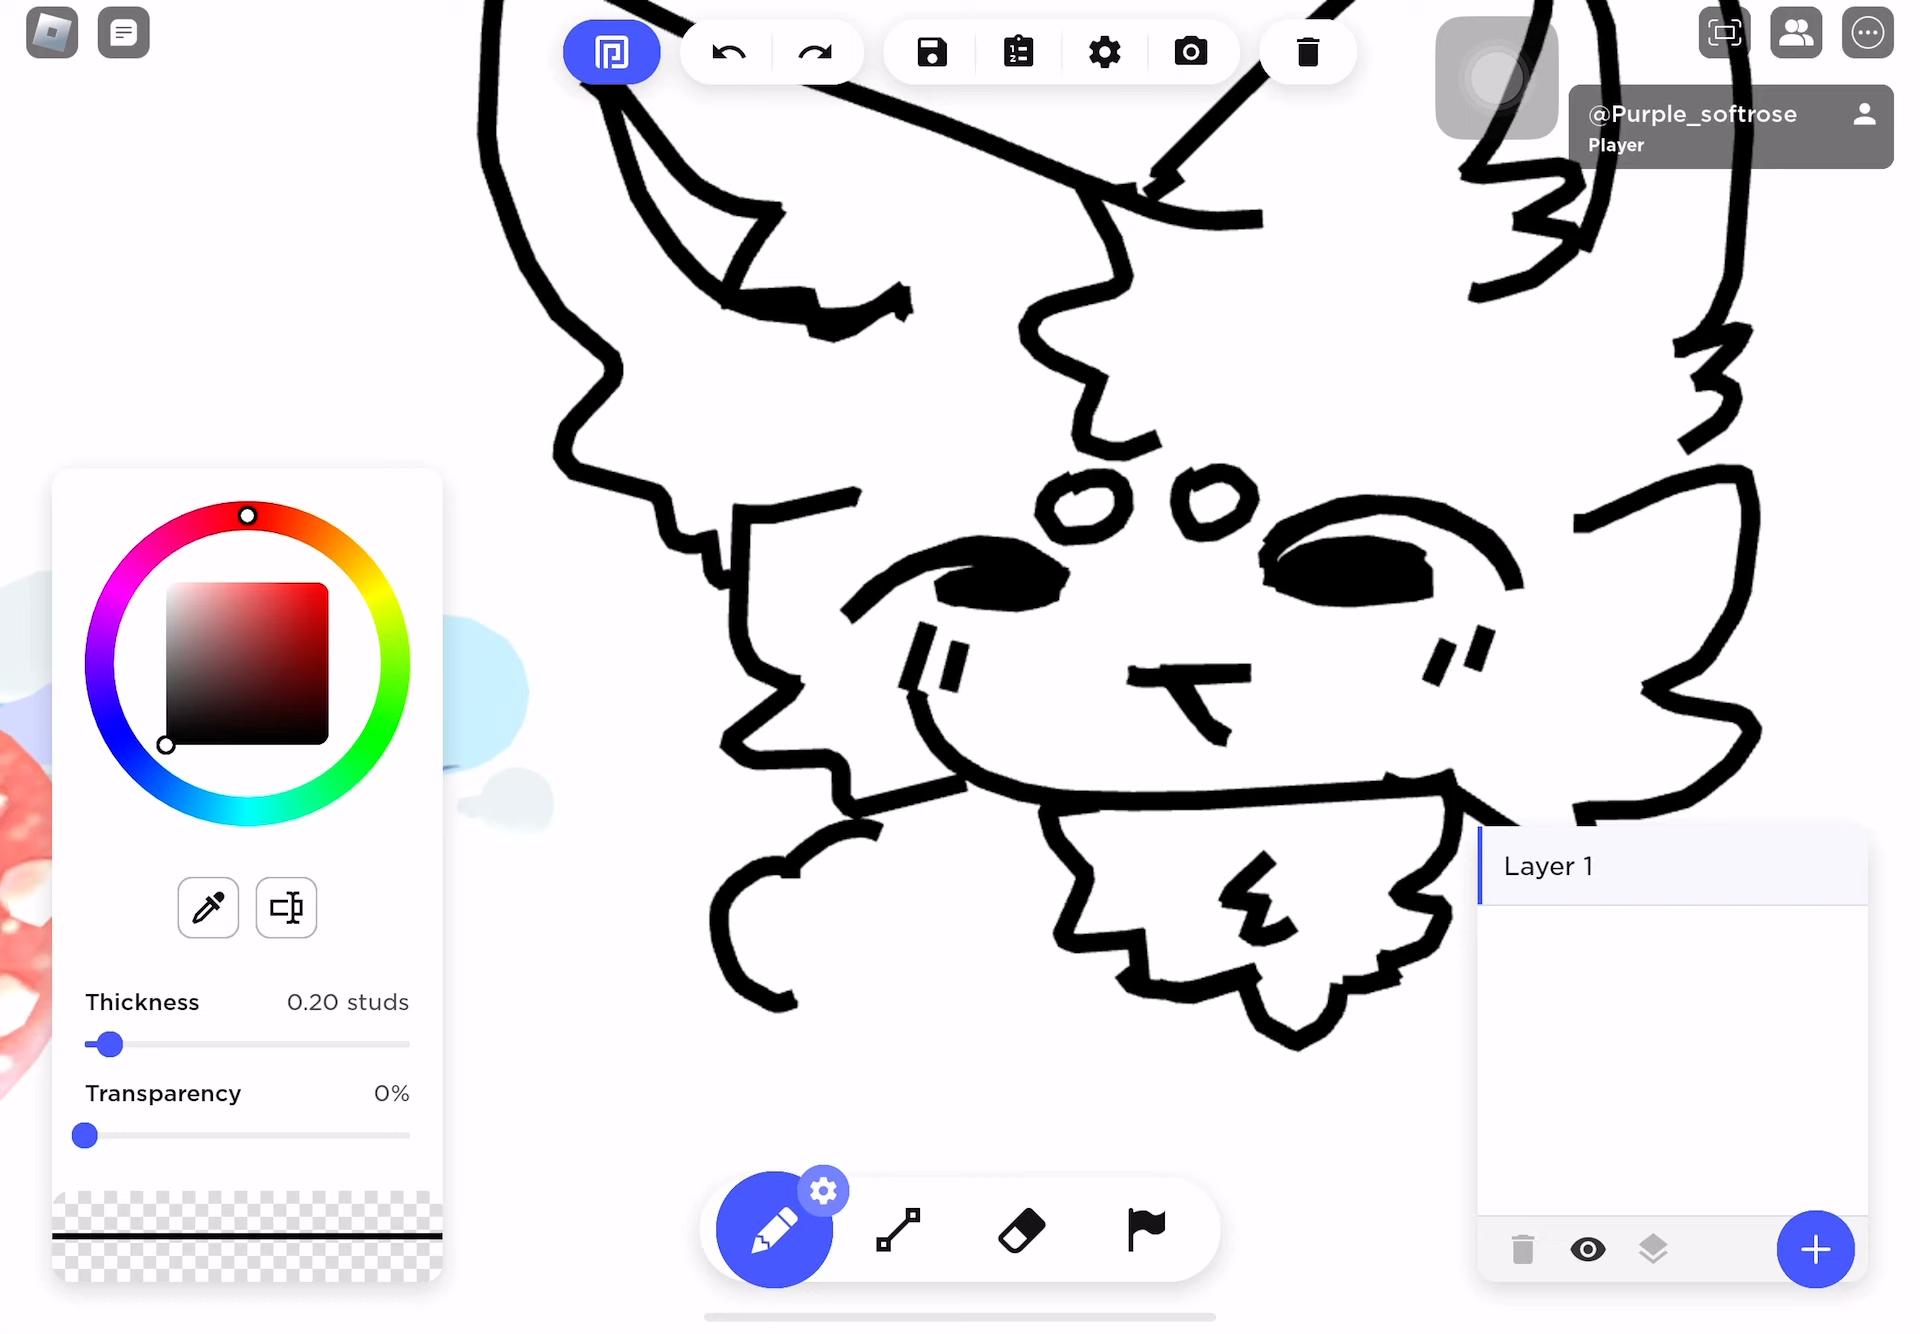 @Purple_softrose
Player
Thickness 0.20 studs
Transparency 0%
Layer 1